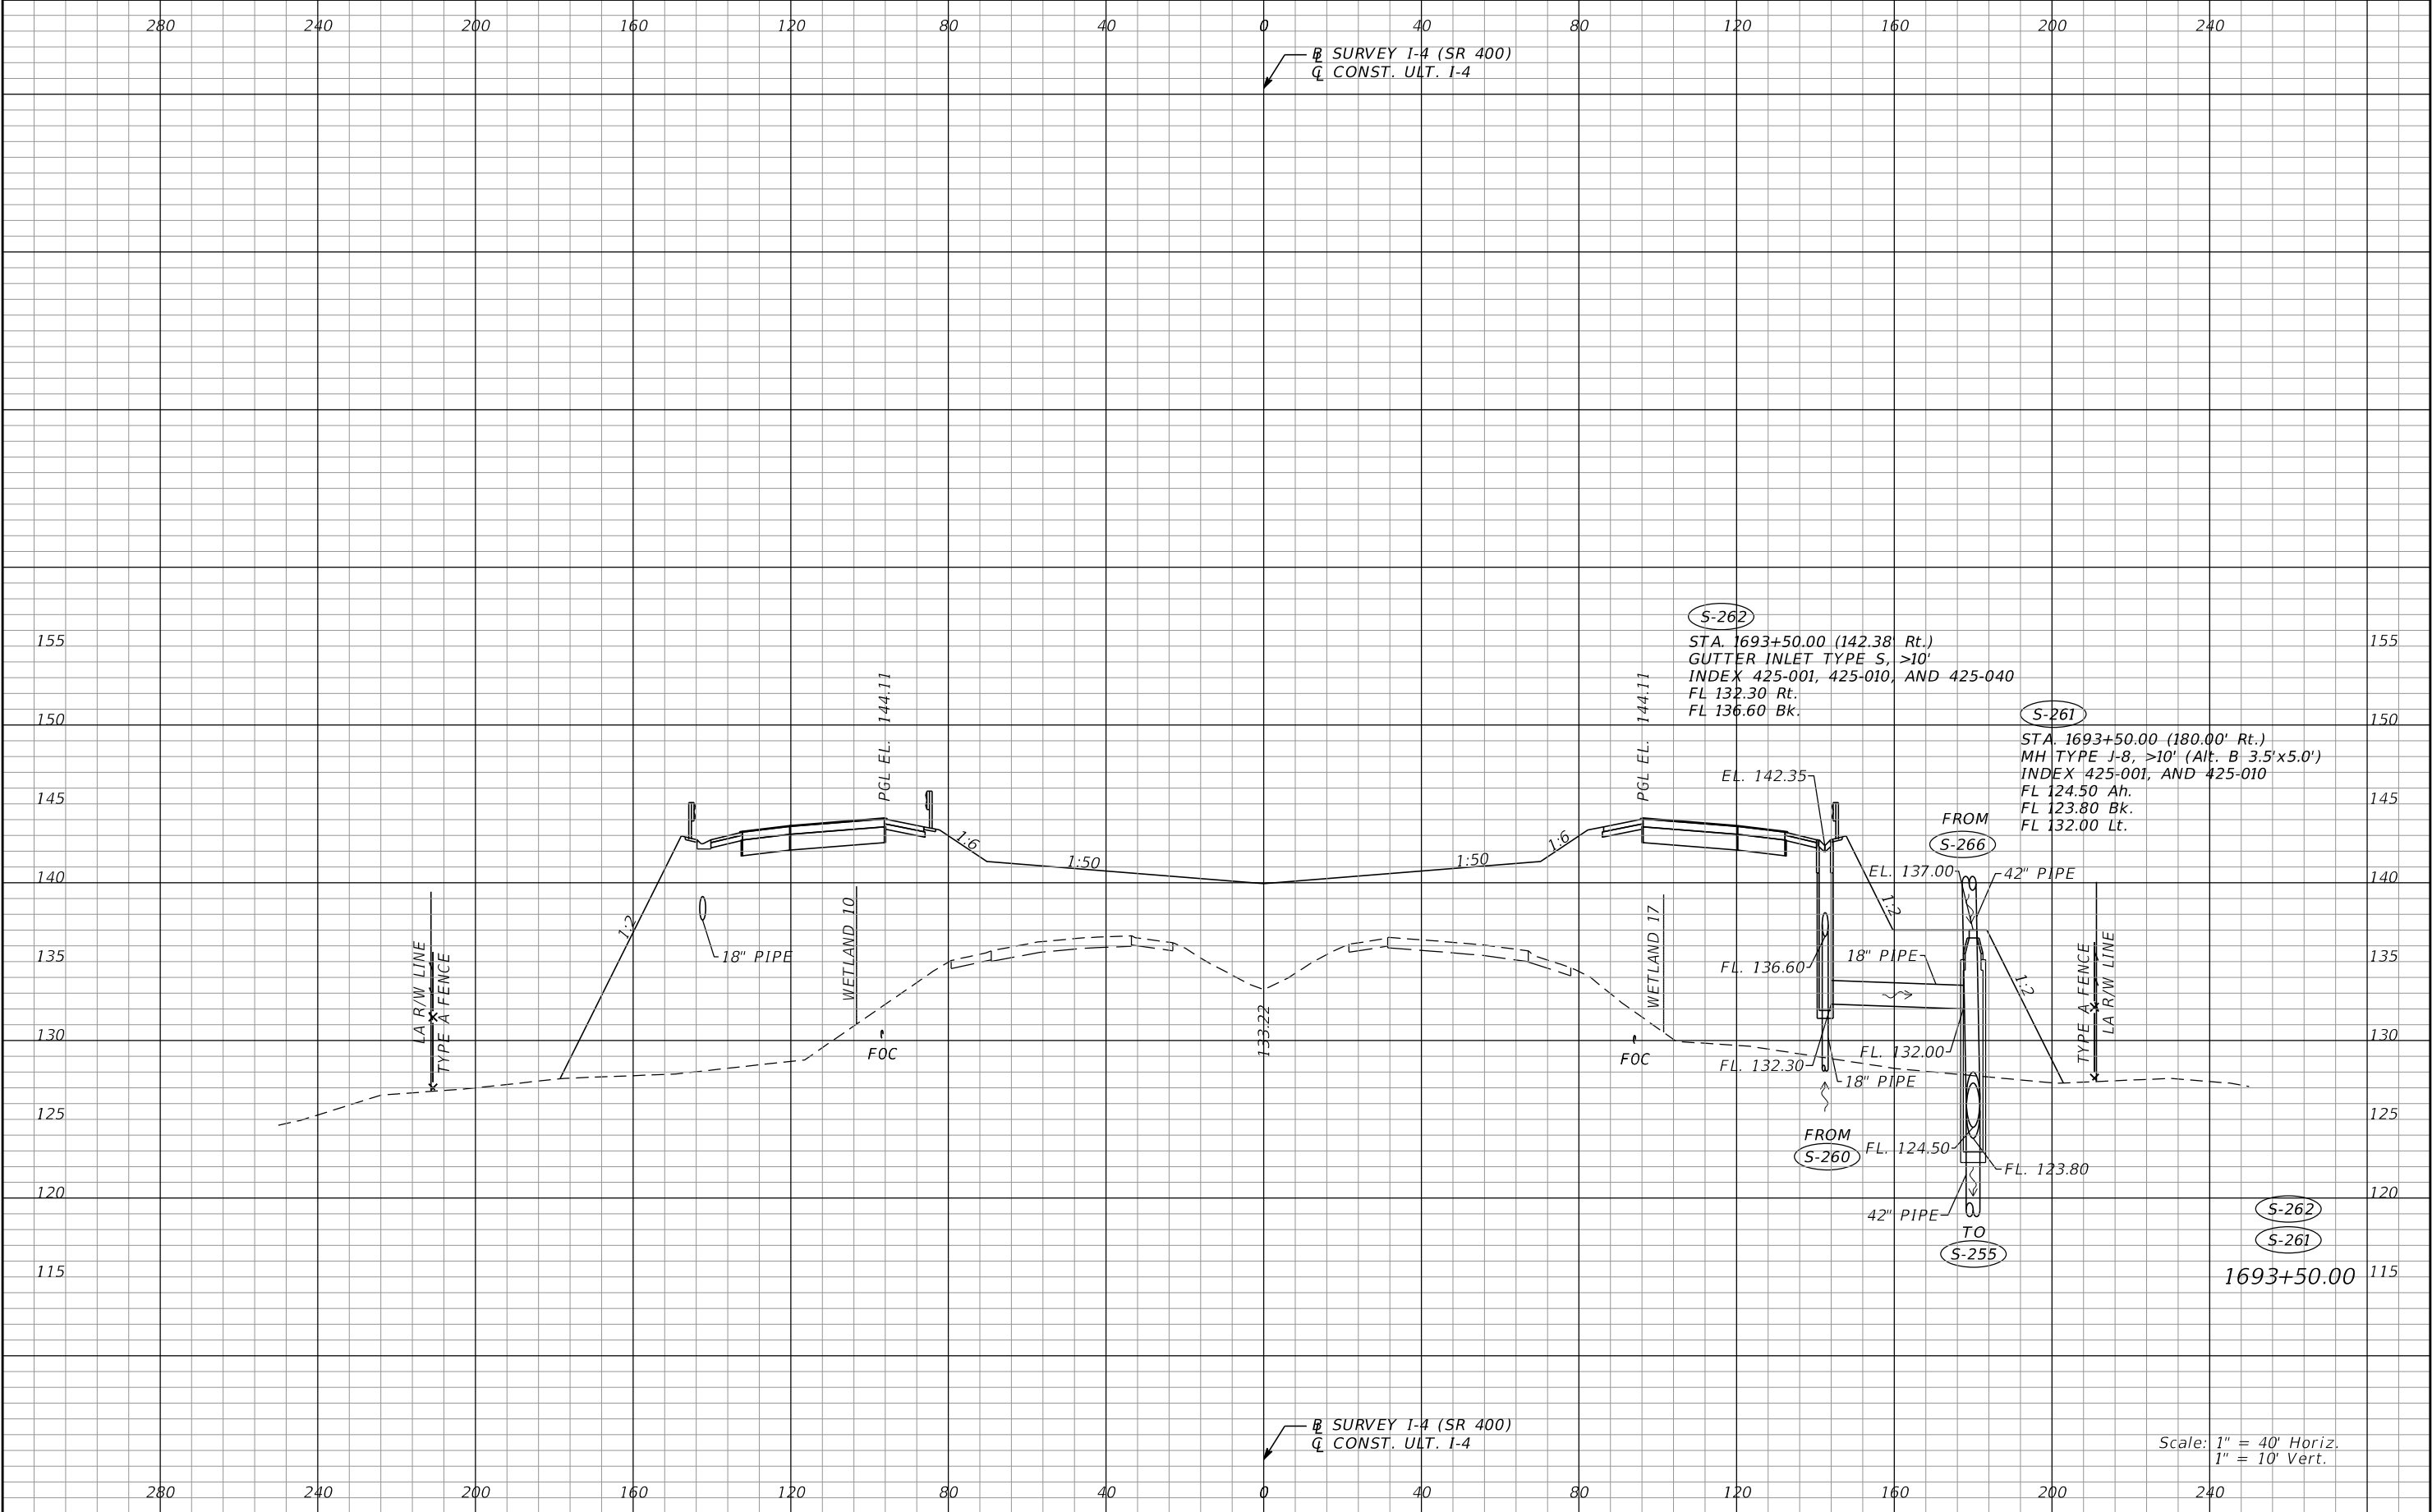 280 240 200 160 120 80 40 0 40 80 120 160 200 240
℄B SURVEY I-4 (SR 400)
℄ CONST. ULT. I-4
S-262
155
STA. 1693+50.00 (142.38' Rt.)
GUTTER INLET TYPE S, >10'
INDEX 425-001, 425-010, AND 425-040
FL 132.30 Rt.
FL 136.60 Bk.
155
S-261
STA. 1693+50.00 (180.00' Rt.)
MH TYPE J-8, >10' (Alt. B 3.5'x5.0')
INDEX 425-001, AND 425-010
FL 124.50 Ah.
FL 123.80 Bk.
FL 132.00 Lt.
150
150
PGL EL. 144.11
PGL EL. 144.11
EL. 142.35
145
145
FROM
S-266
1:6
1:50
1:50
1:6
EL. 137.00
42" PIPE
140
140
1:2
1:2
18" PIPE
WETLAND 10
WETLAND 17
FL. 136.60
18" PIPE
135
135
LA R/W LINE
TYPE A FENCE
1:2
TYPE A FENCE
LA R/W LINE
133.22
130
130
FOC
FOC
FL. 132.30
FL. 132.00
18" PIPE
125
125
FROM
S-260
FL. 124.50
FL. 123.80
120
120
42" PIPE
TO
S-255
S-262
S-261
115
1693+50.00
115
B SURVEY I-4 (SR 400)
℄ CONST. ULT. I-4
Scale: 1" = 40' Horiz.
1" = 10' Vert.
280 240 200 160 120 80 40 0 40 80 120 160 200 240